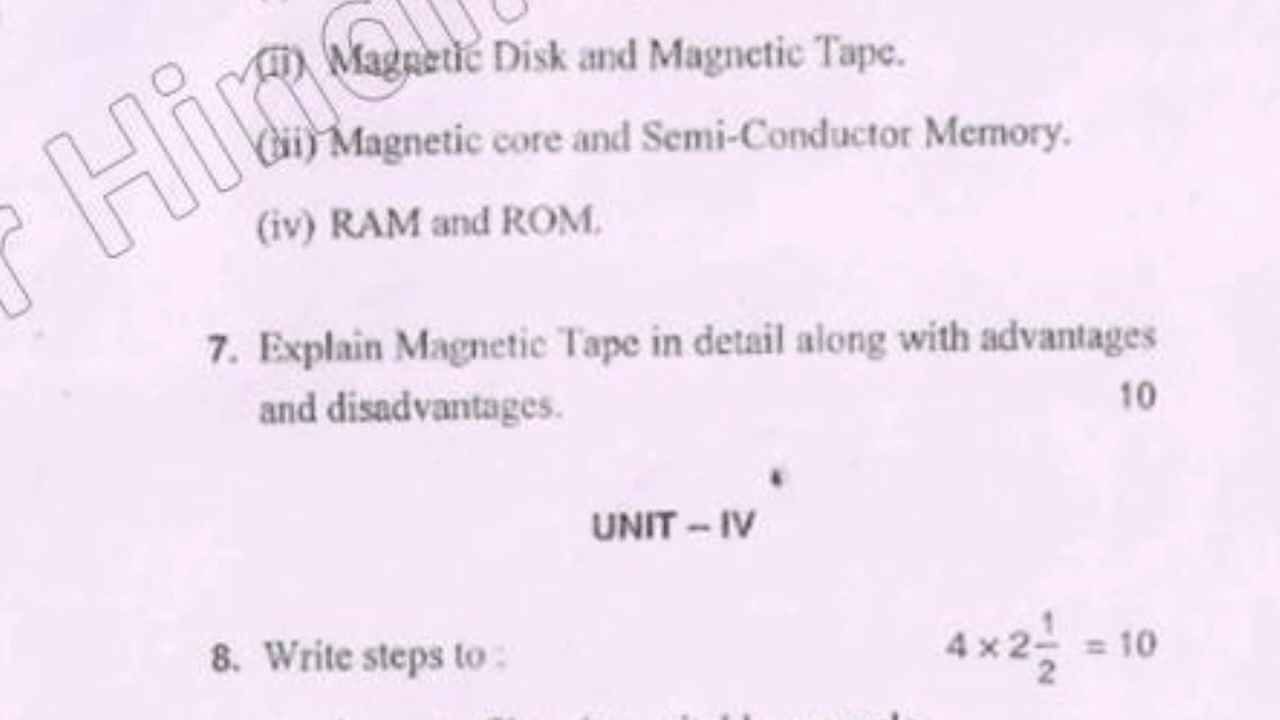 (ii) Magnetic Disk and Magnetic Tape.
(iii) Magnetic core and Semi-Conductor Memory.
(iv) RAM and ROM.
7. Explain Magnetic Tape in detail along with advantages
and disadvantages. 10
UNIT – IV
8. Write steps to : 4 × 2 1/2 = 10